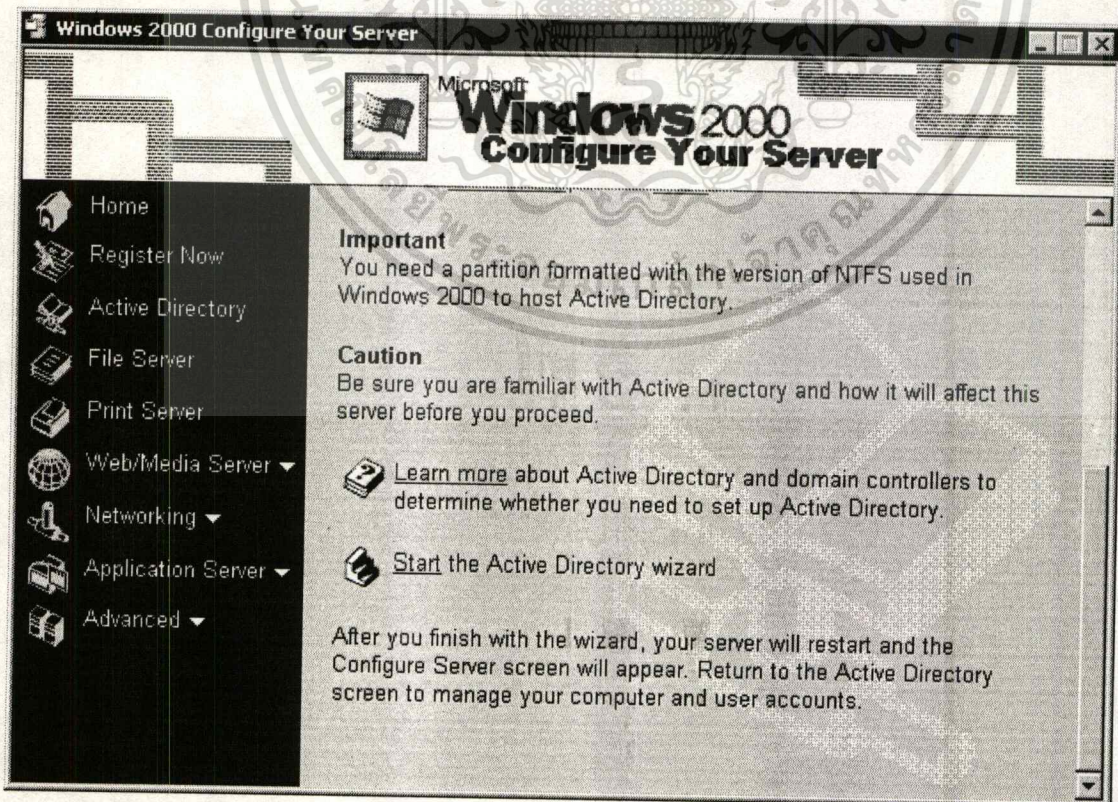 Windows 2000 Configure Your Server
Microsoft
Windows 2000
Configure Your Server
Home
Register Now
Active Directory
File Server
Print Server
Web/Media Server
Networking
Application Server
Advanced
Important
You need a partition formatted with the version of NTFS used in
Windows 2000 to host Active Directory.
Caution
Be sure you are familiar with Active Directory and how it will affect this
server before you proceed.
Learn more about Active Directory and domain controllers to
determine whether you need to set up Active Directory.
Start the Active Directory wizard
After you finish with the wizard, your server will restart and the
Configure Server screen will appear. Return to the Active Directory
screen to manage your computer and user accounts.